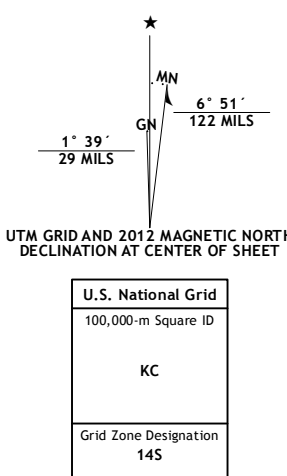 ★
MN
GN
6° 51´
122 MILS
1° 39´
29 MILS
UTM GRID AND 2012 MAGNETIC NORTH
DECLINATION AT CENTER OF SHEET
U.S. National Grid
100,000-m Square ID
KC
Grid Zone Designation
14S